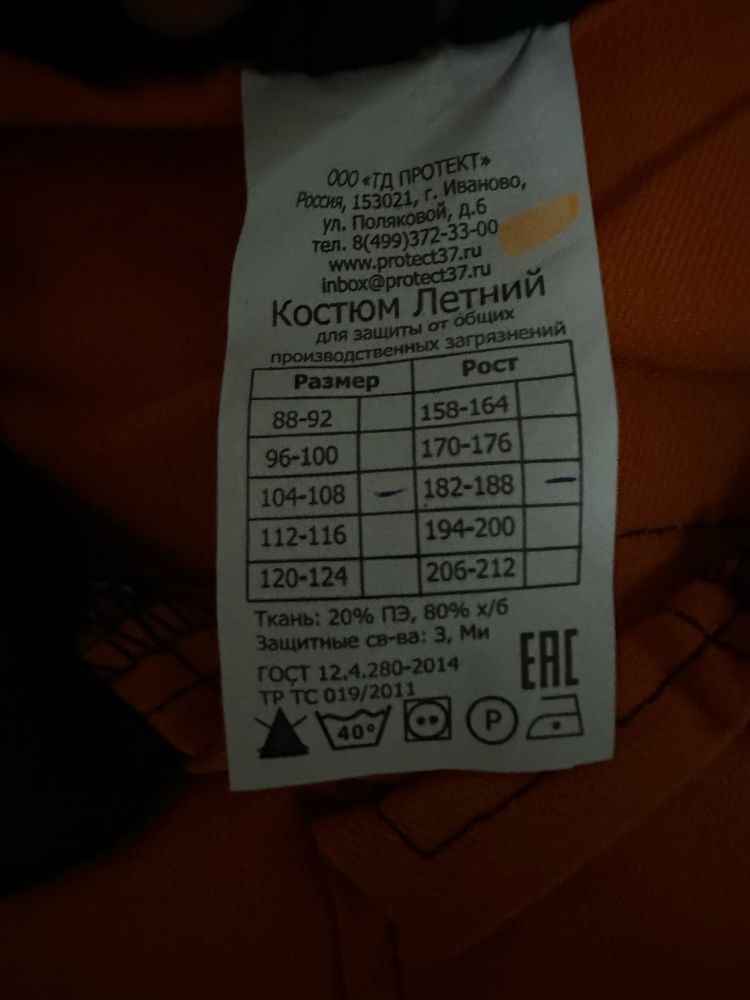 ООО «ТД ПРОТЕКТ»
Россия, 153021, г. Иваново,
ул. Поляковой, д.6
тел. 8(499)372-33-00
www.protect37.ru
inbox@protect37.ru
Костюм Летний
для защиты от общих
производственных загрязнений
Размер Рост
88-92 158-164
96-100 170-176
104-108 182-188
112-116 194-200
120-124 206-212
Ткань: 20% ПЭ, 80% х/б
Защитные св-ва: З, Ми
ГОСТ 12.4.280-2014
ТР ТС 019/2011
EAC
40° P